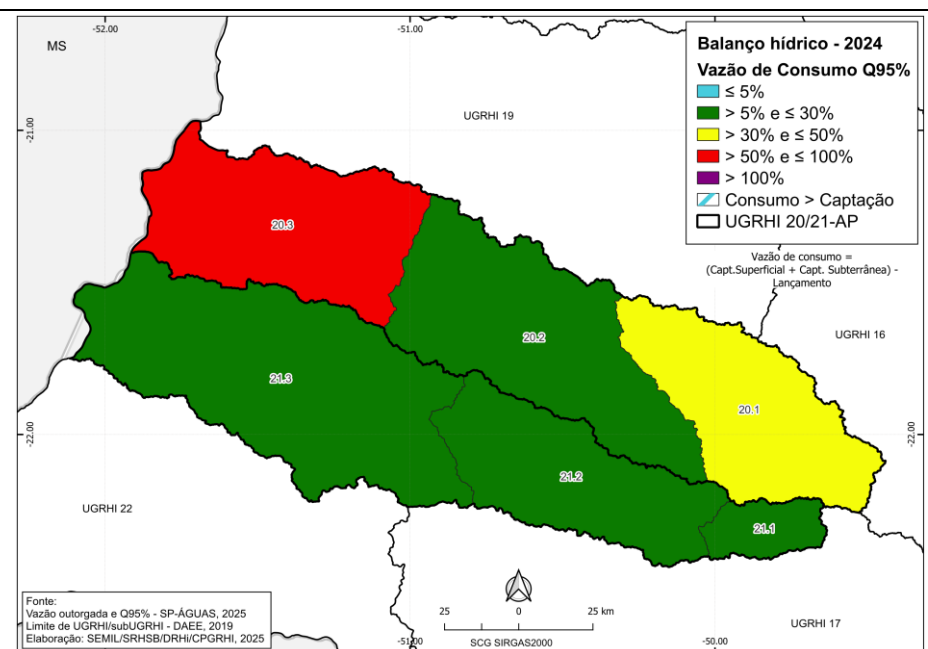 -52.00
-51.00
MS
Balanço hídrico - 2024
Vazão de Consumo Q95%
≤ 5%
> 5% e ≤ 30%
> 30% e ≤ 50%
> 50% e ≤ 100%
> 100%
Consumo > Captação
UGRHI 20/21-AP
Vazão de consumo =
(Capt.Superficial + Capt. Subterrânea) -
Lançamento
-21.00
UGRHI 19
20.3
20.2
UGRHI 16
21.3
20.1
-22.00
-22.00
21.2
UGRHI 22
21.1
Fonte:
Vazão outorgada e Q95% - SP-ÁGUAS, 2025
Limite de UGRHI/subUGRHI - DAEE, 2019
Elaboração: SEMIL/SRHSB/DRHi/CPGRHI, 2025
25 0 25 km
SCG SIRGAS2000
UGRHI 17
-51.00
-50.00